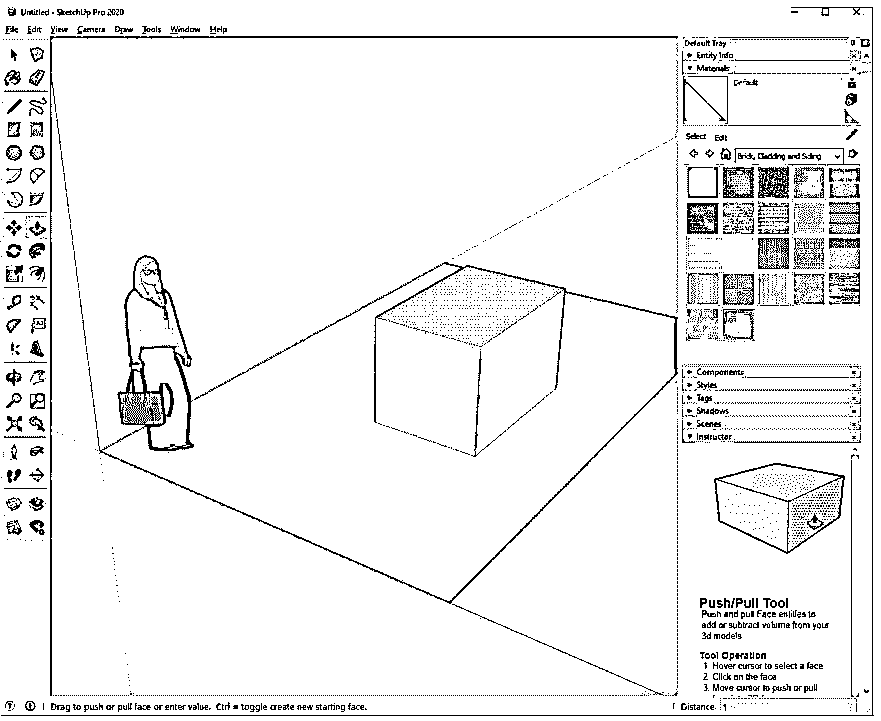 Untitled - SketchUp Pro 2020
File Edit View Camera Draw Tools Window Help
Default Tray
Entity Info
Materials
Default
Select Edit
Brick, Cladding and Siding
Components
Styles
Tags
Shadows
Scenes
Instructor
Push/Pull Tool
Push and pull Face entities to
add or subtract volume from your
3d models
Tool Operation
1. Hover cursor to select a face
2. Click on the face
3. Move cursor to push or pull
Drag to push or pull face or enter value. Ctrl = toggle create new starting face.
Distance